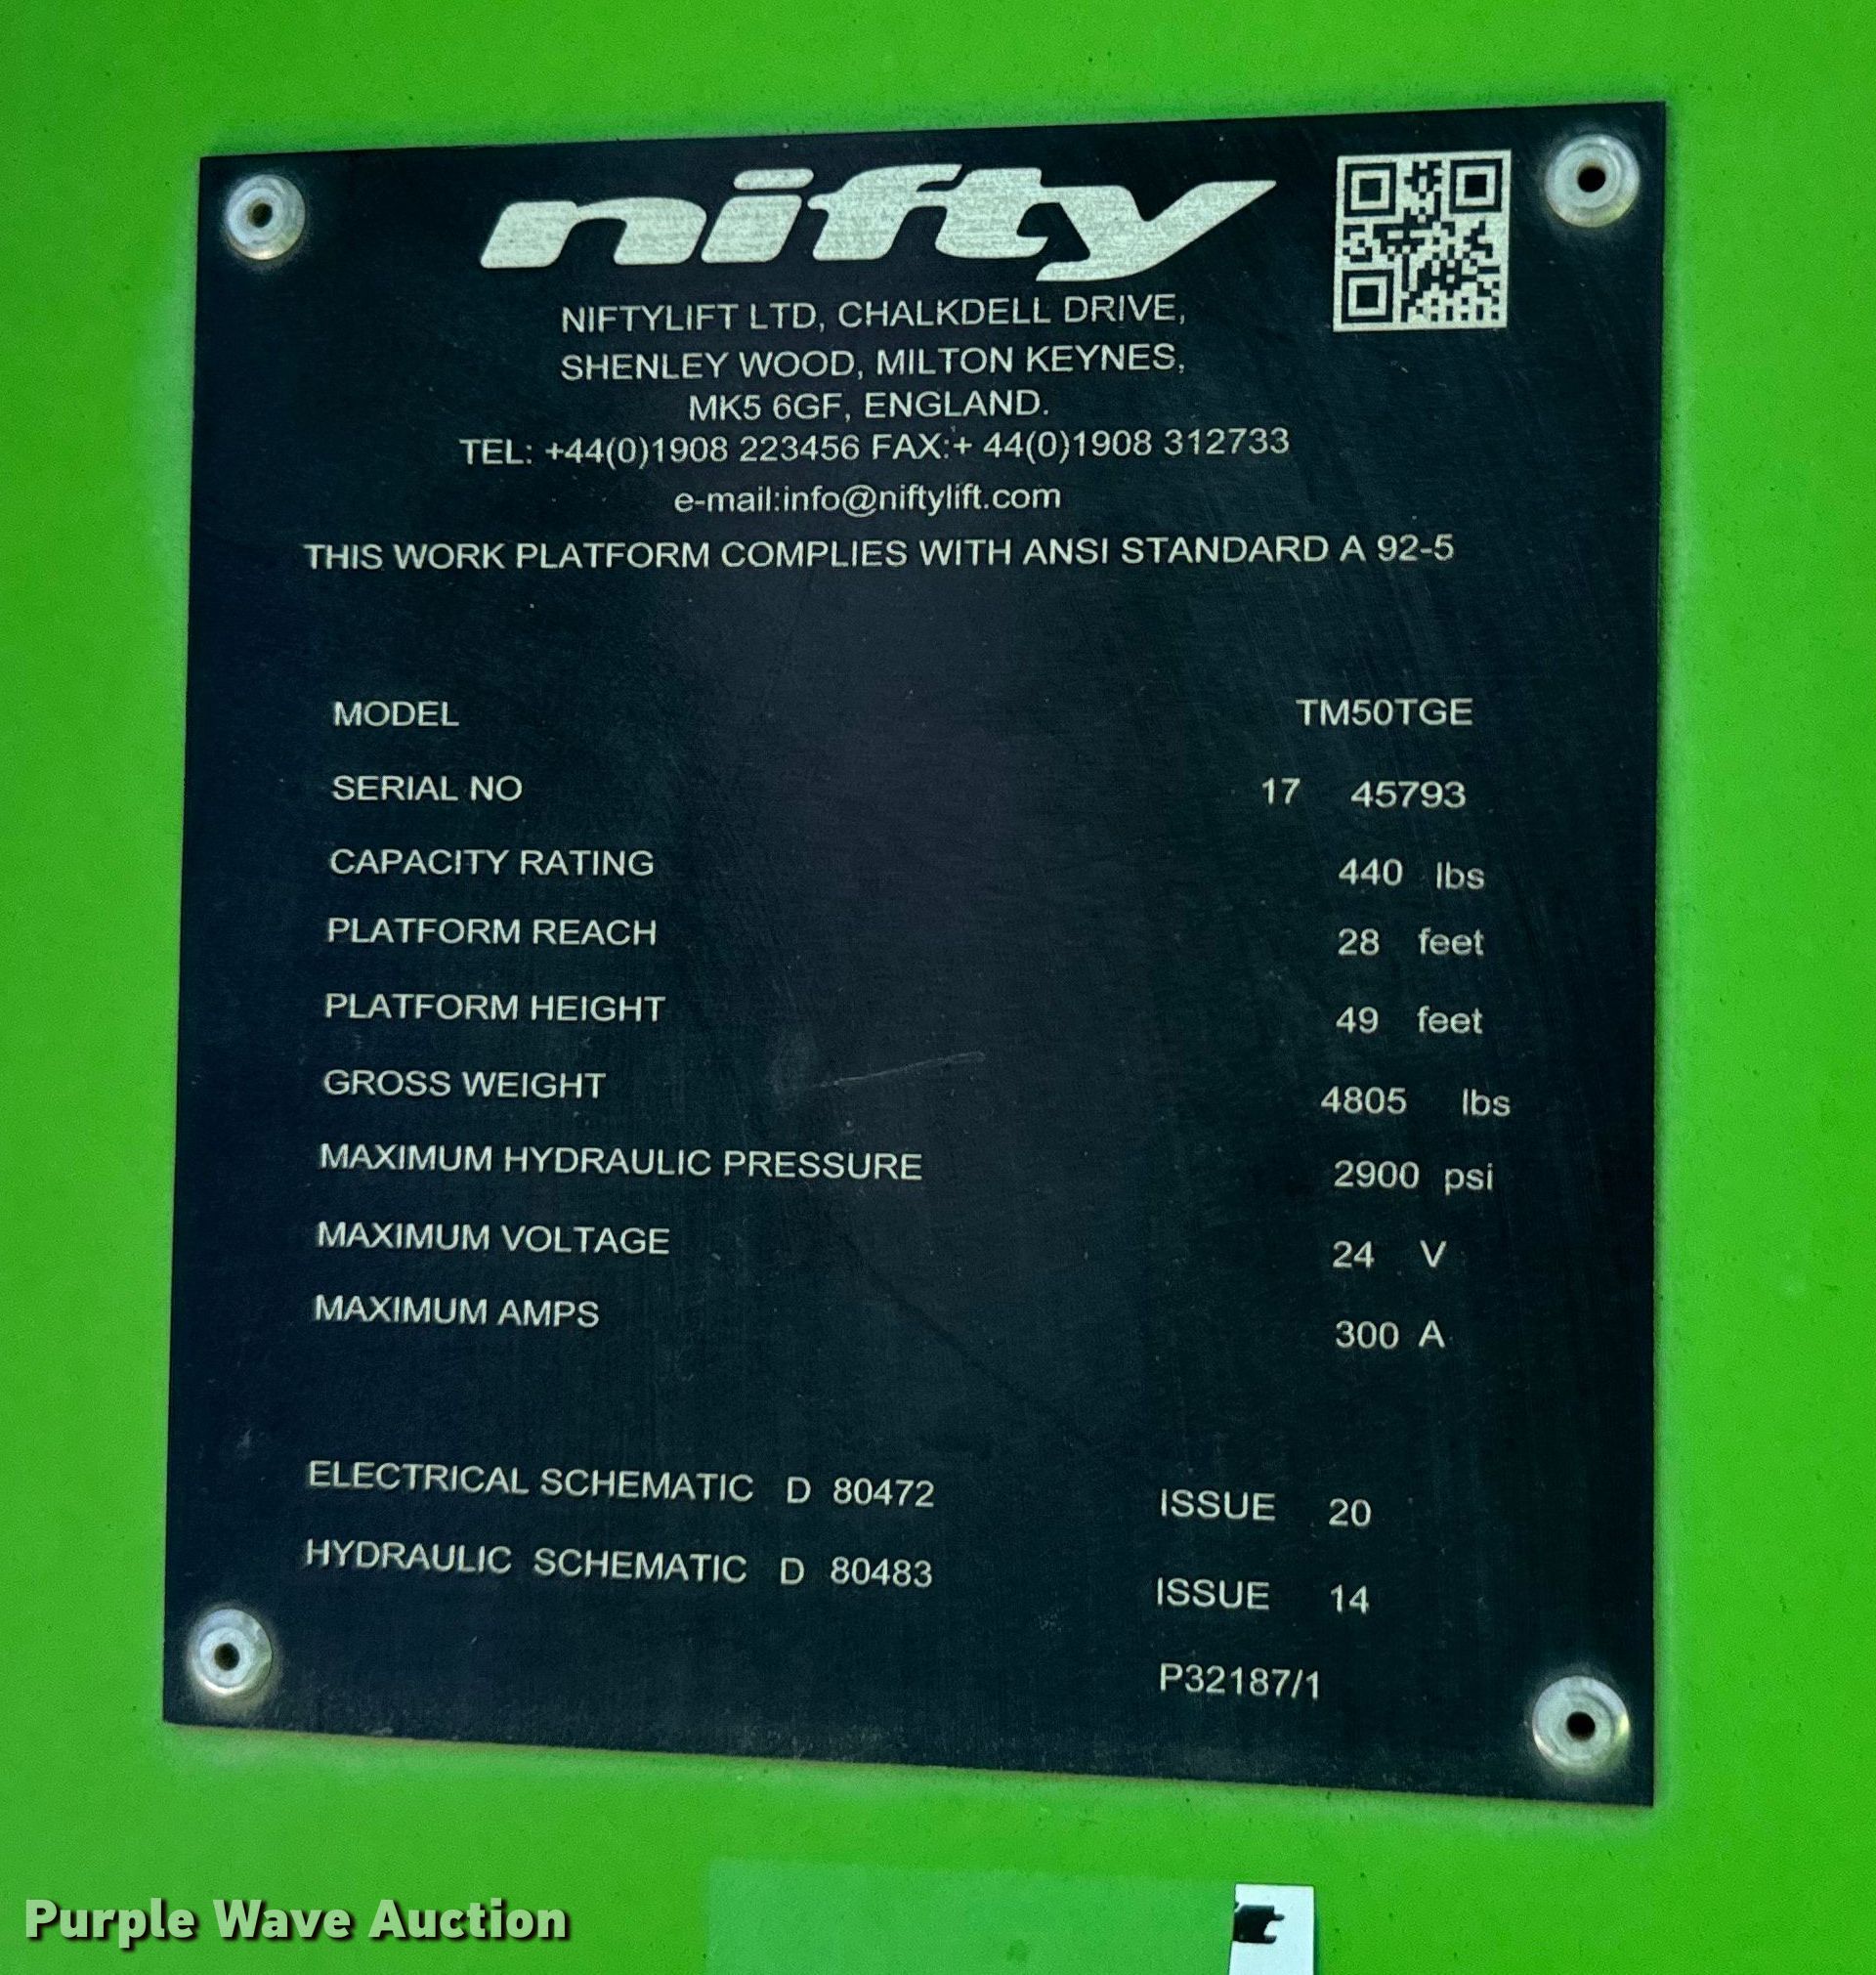 nifty
NIFTYLIFT LTD, CHALKDELL DRIVE,
SHENLEY WOOD, MILTON KEYNES,
MK5 6GF, ENGLAND.
TEL: +44(0)1908 223456 FAX:+ 44(0)1908 312733
e-mail:info@niftylift.com
THIS WORK PLATFORM COMPLIES WITH ANSI STANDARD A 92-5
MODEL TM50TGE
SERIAL NO 17 45793
CAPACITY RATING 440 lbs
PLATFORM REACH 28 feet
PLATFORM HEIGHT 49 feet
GROSS WEIGHT 4805 lbs
MAXIMUM HYDRAULIC PRESSURE 2900 psi
MAXIMUM VOLTAGE 24 V
MAXIMUM AMPS 300 A
ELECTRICAL SCHEMATIC D 80472 ISSUE 20
HYDRAULIC SCHEMATIC D 80483 ISSUE 14
P32187/1
Purple Wave Auction